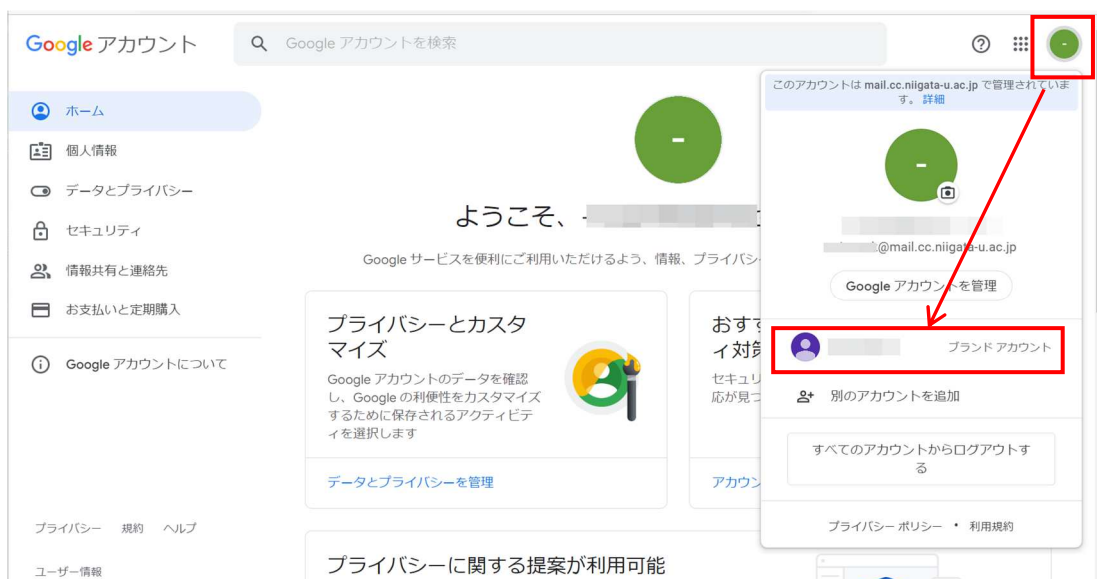 Google アカウント
Google アカウントを検索
ホーム
個人情報
データとプライバシー
セキュリティ
情報共有と連絡先
お支払いと定期購入
Google アカウントについて
プライバシー 規約 ヘルプ
ユーザー情報
-
ようこそ、-
Google サービスを便利にご利用いただけるよう、情報、プライバシ
プライバシーとカスタ
マイズ
Google アカウントのデータを確認
し、Google の利便性をカスタマイズ
するために保存されるアクティビテ
ィを選択します
データとプライバシーを管理
おすす
ィ対策
セキュリ
応が見つ
アカウン
プライバシーに関する提案が利用可能
-
このアカウントは mail.cc.niigata-u.ac.jp で管理されていま
す。 詳細
-
@mail.cc.niigata-u.ac.jp
Google アカウントを管理
ブランド アカウント
別のアカウントを追加
すべてのアカウントからログアウトす
る
プライバシー ポリシー • 利用規約